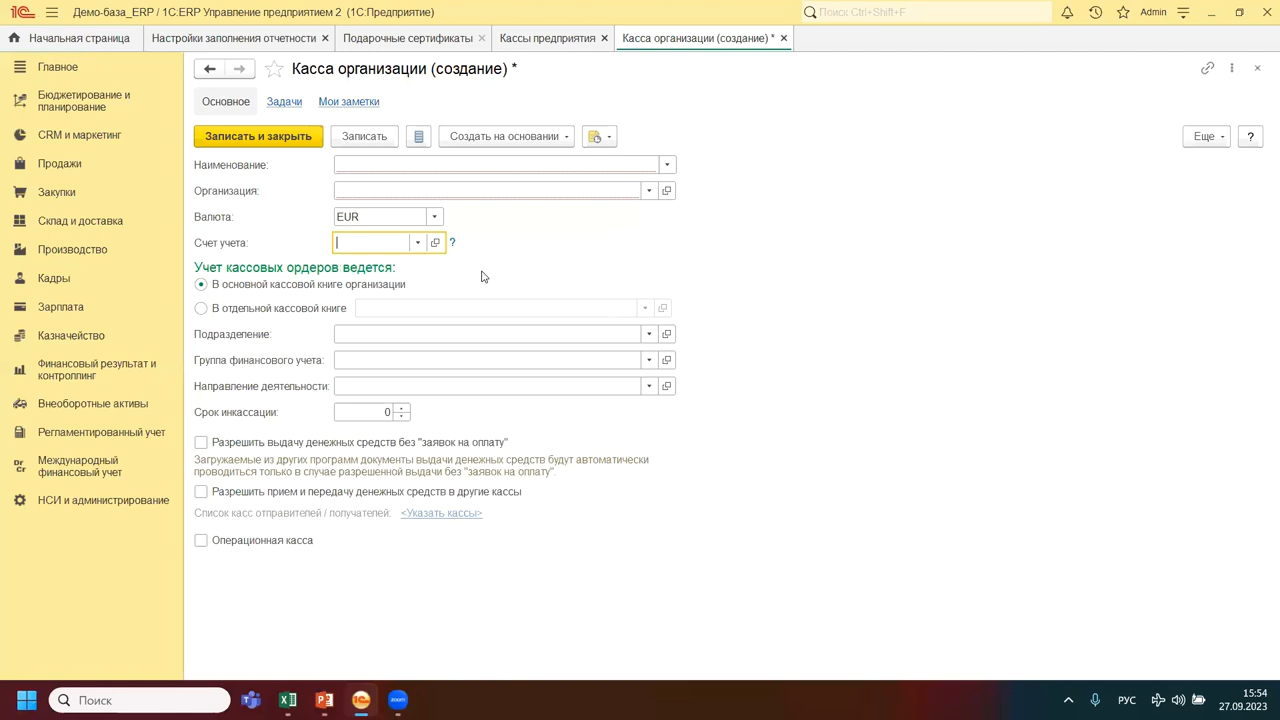 Демо-база_ERP / 1С:ERP Управление предприятием 2 (1С:Предприятие)
Поиск Ctrl+Shift+F
Admin
Начальная страница
Настройки заполнения отчетности ×
Подарочные сертификаты ×
Кассы предприятия ×
Касса организации (создание) * ×
Главное
Бюджетирование и
планирование
CRM и маркетинг
Продажи
Закупки
Склад и доставка
Производство
Кадры
Зарплата
Казначейство
Финансовый результат и
контроллинг
Внеоборотные активы
Регламентированный учет
Международный
финансовый учет
НСИ и администрирование
Касса организации (создание) *
Основное Задачи Мои заметки
Записать и закрыть Записать Создать на основании Еще ?
Наименование:
Организация:
Валюта: EUR
Счет учета: ?
Учет кассовых ордеров ведется:
В основной кассовой книге организации
В отдельной кассовой книге
Подразделение:
Группа финансового учета:
Направление деятельности:
Срок инкассации: 0
Разрешить выдачу денежных средств без "заявок на оплату"
Загружаемые из других программ документы выдачи денежных средств будут автоматически
проводиться только в случае разрешенной выдачи без "заявок на оплату".
Разрешить прием и передачу денежных средств в другие кассы
Список касс отправителей / получателей: <Указать кассы>
Операционная касса
Поиск
РУС
15:54
27.09.2023